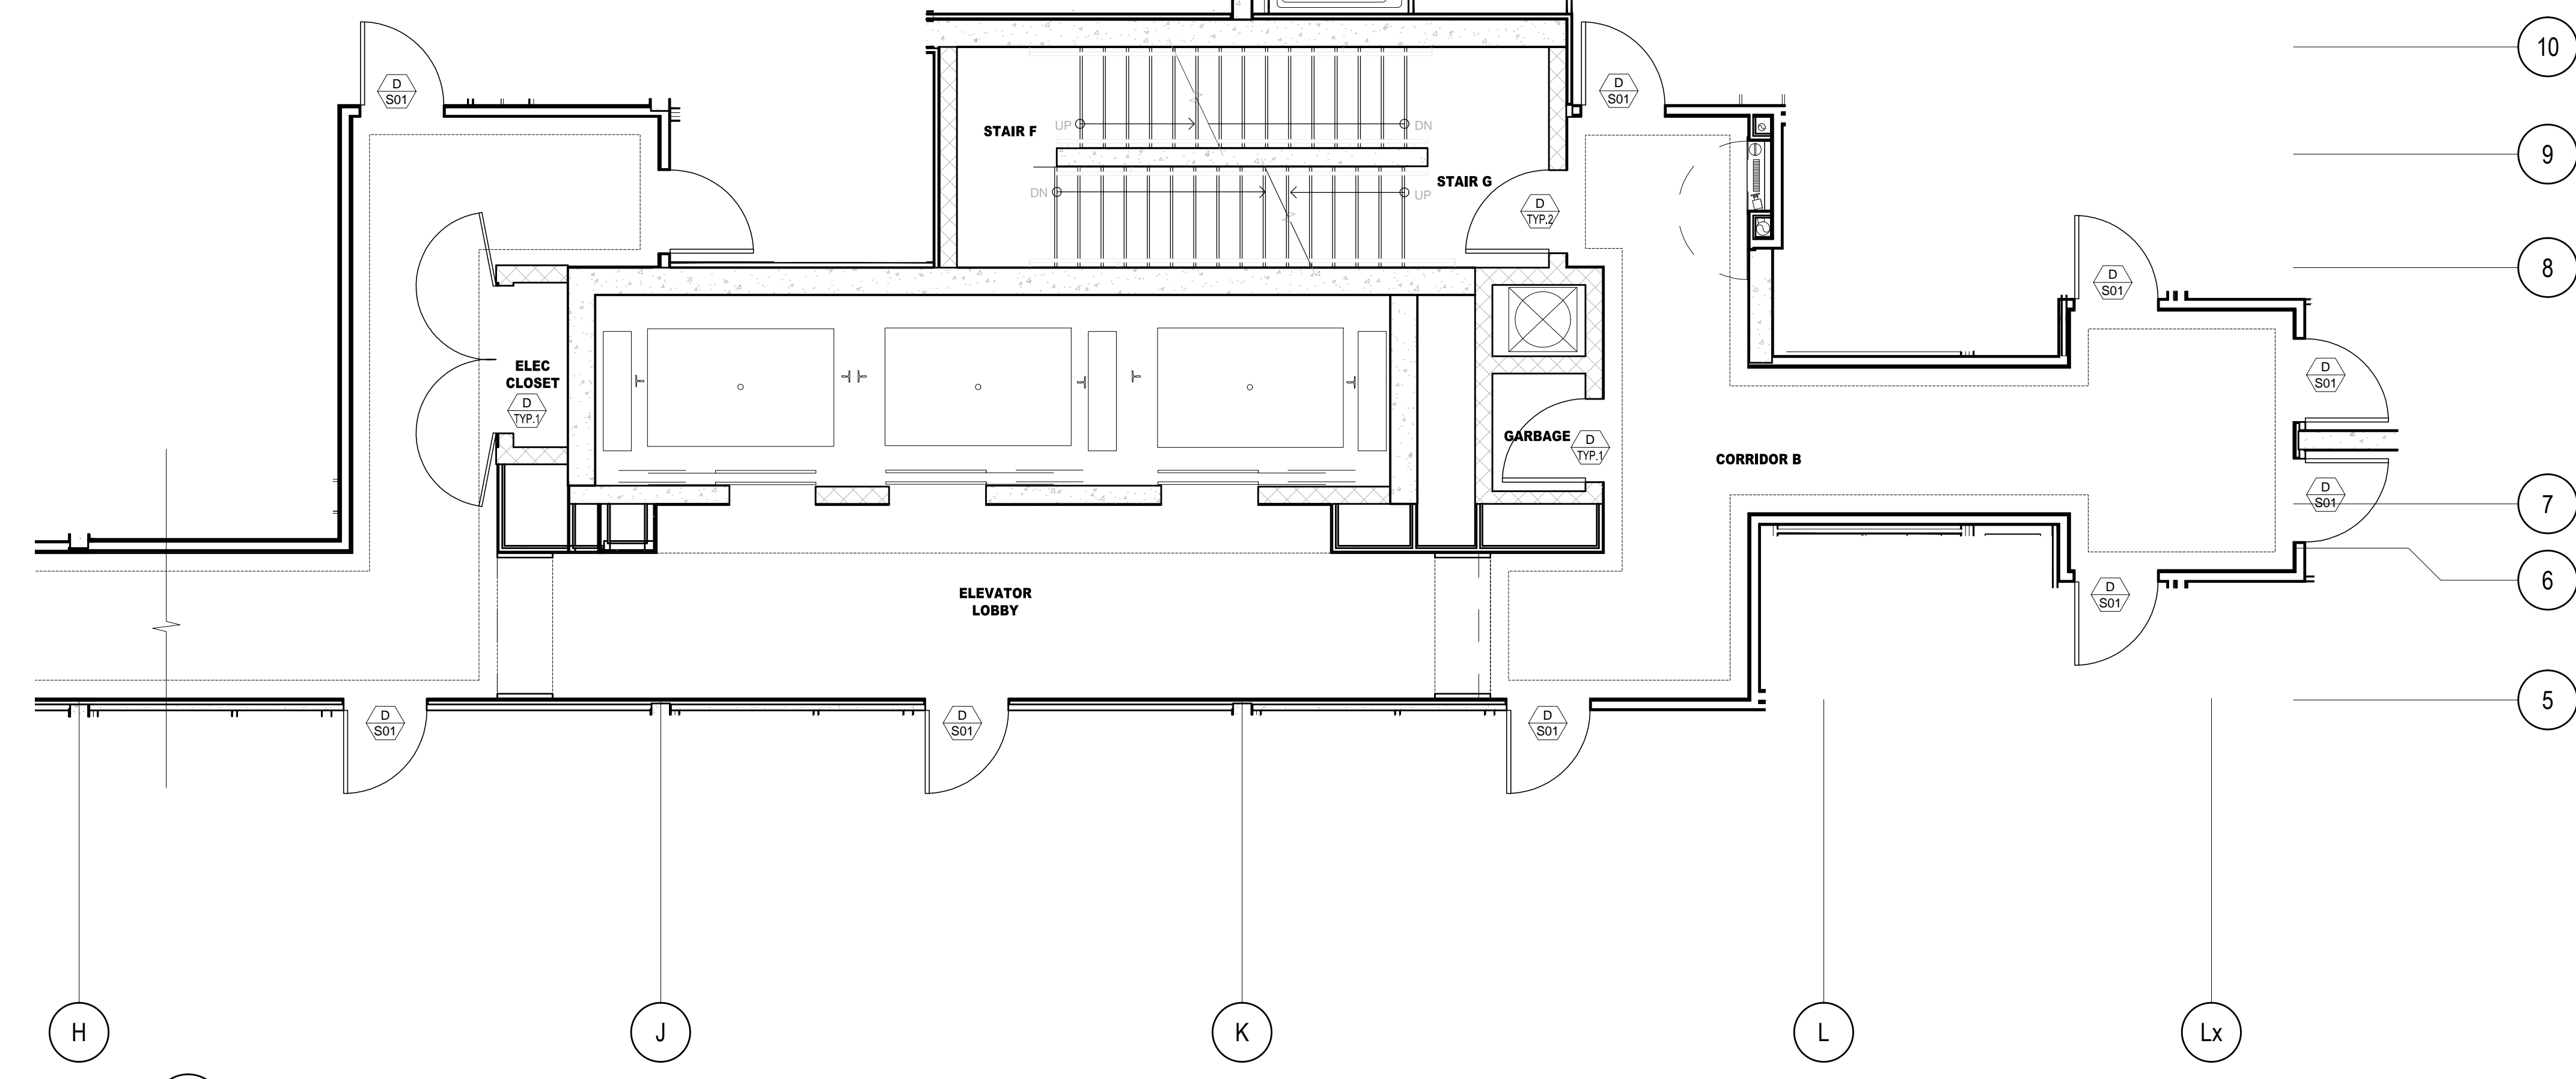 10
D
S01
D
S01
STAIR F
UP
DN
9
DN
STAIR G
UP
D
TYP.2
8
D
S01
ELEC
CLOSET
D
TYP.1
D
S01
GARBAGE
D
TYP.1
CORRIDOR B
D
S01
7
ELEVATOR
LOBBY
D
S01
6
D
S01
D
S01
D
S01
5
H
J
K
L
Lx